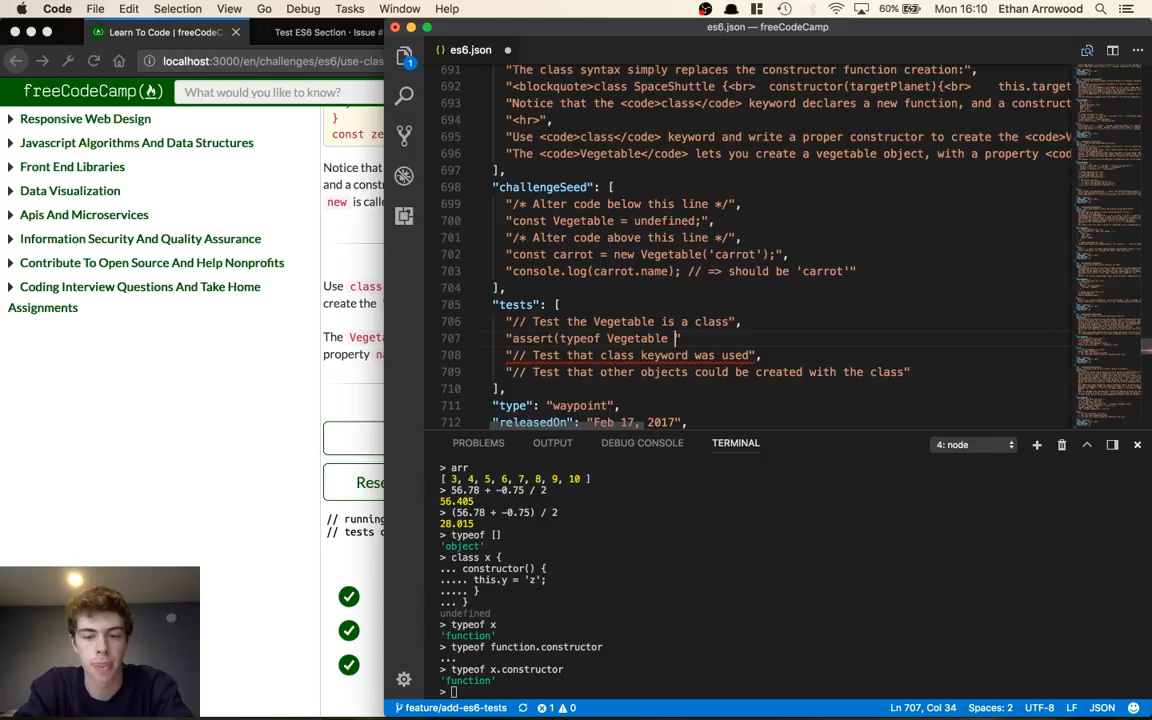 Code File Edit Selection View Go Debug Tasks Window Help 60% Mon 16:10 Ethan Arrowood
Learn To Code | freeCodeC
Test ES6 Section · Issue #
localhost:3000/en/challenges/es6/use-clas
freeCodeCamp
What would you like to know?
Responsive Web Design
Javascript Algorithms And Data Structures
Front End Libraries
Data Visualization
Apis And Microservices
Information Security And Quality Assurance
Contribute To Open Source And Help Nonprofits
Coding Interview Questions And Take Home
Assignments
}
const ze
Notice that
and a const
new is calle
Use class
create the
The Vegeta
property na
Rese
// running
// tests c
es6.json — freeCodeCamp
{} es6.json
1
691 "The class syntax simply replaces the constructor function creation:",
692 "<blockquote>class SpaceShuttle {<br>  constructor(targetPlanet){<br>    this.target
693 "Notice that the <code>class</code> keyword declares a new function, and a construc
694 "<hr>",
695 "Use <code>class</code> keyword and write a proper constructor to create the <code>V
696 "The <code>Vegetable</code> lets you create a vegetable object, with a property <code
697 ],
698 "challengeSeed": [
699 "/* Alter code below this line */",
700 "const Vegetable = undefined;",
701 "/* Alter code above this line */",
702 "const carrot = new Vegetable('carrot');",
703 "console.log(carrot.name); // => should be 'carrot'"
704 ],
705 "tests": [
706 "// Test the Vegetable is a class",
707 "assert(typeof Vegetable "
708 "// Test that class keyword was used",
709 "// Test that other objects could be created with the class"
710 ],
711 "type": "waypoint",
712 "releasedOn": "Feb 17, 2017",
PROBLEMS OUTPUT DEBUG CONSOLE TERMINAL 4: node
> arr
[ 3, 4, 5, 6, 7, 8, 9, 10 ]
> 56.78 + -0.75 / 2
56.405
> (56.78 + -0.75) / 2
28.015
> typeof []
'object'
> class x {
... constructor() {
..... this.y = 'z';
..... }
... }
undefined
> typeof x
'function'
> typeof function.constructor
...
> typeof x.constructor
'function'
>
feature/add-es6-tests 1 0 Ln 707, Col 34 Spaces: 2 UTF-8 LF JSON